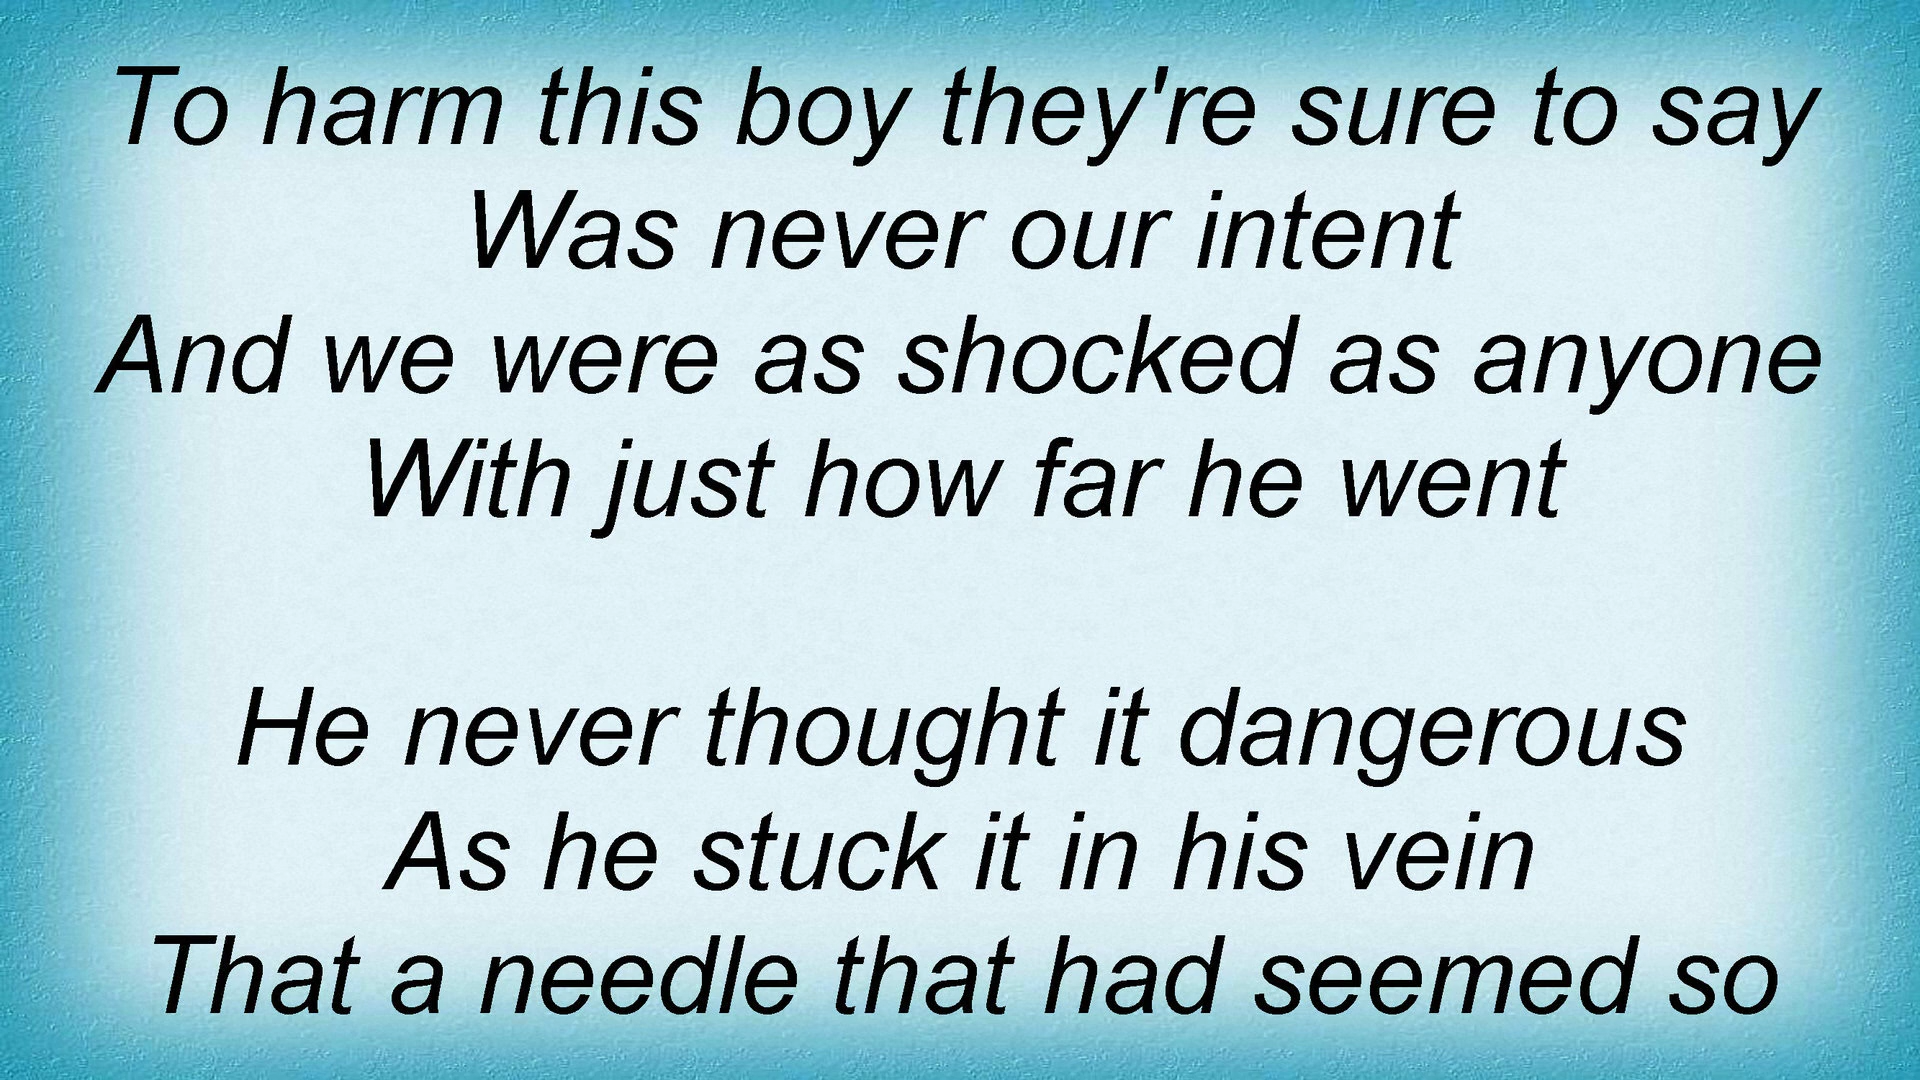 To harm this boy they're sure to say
Was never our intent
And we were as shocked as anyone
With just how far he went
He never thought it dangerous
As he stuck it in his vein
That a needle that had seemed so